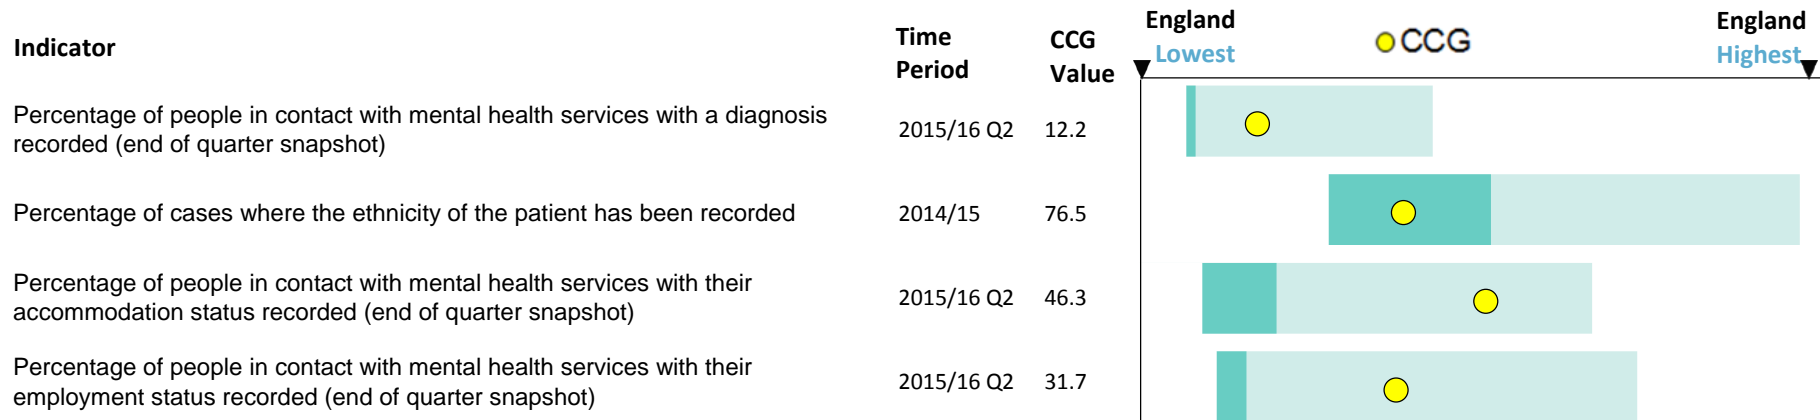 Indicator
Time
Period
CCG
Value
England
Lowest
CCG
England
Highest
Percentage of people in contact with mental health services with a diagnosis
recorded (end of quarter snapshot)
2015/16 Q2
12.2
Percentage of cases where the ethnicity of the patient has been recorded
2014/15
76.5
Percentage of people in contact with mental health services with their
accommodation status recorded (end of quarter snapshot)
2015/16 Q2
46.3
Percentage of people in contact with mental health services with their
employment status recorded (end of quarter snapshot)
2015/16 Q2
31.7